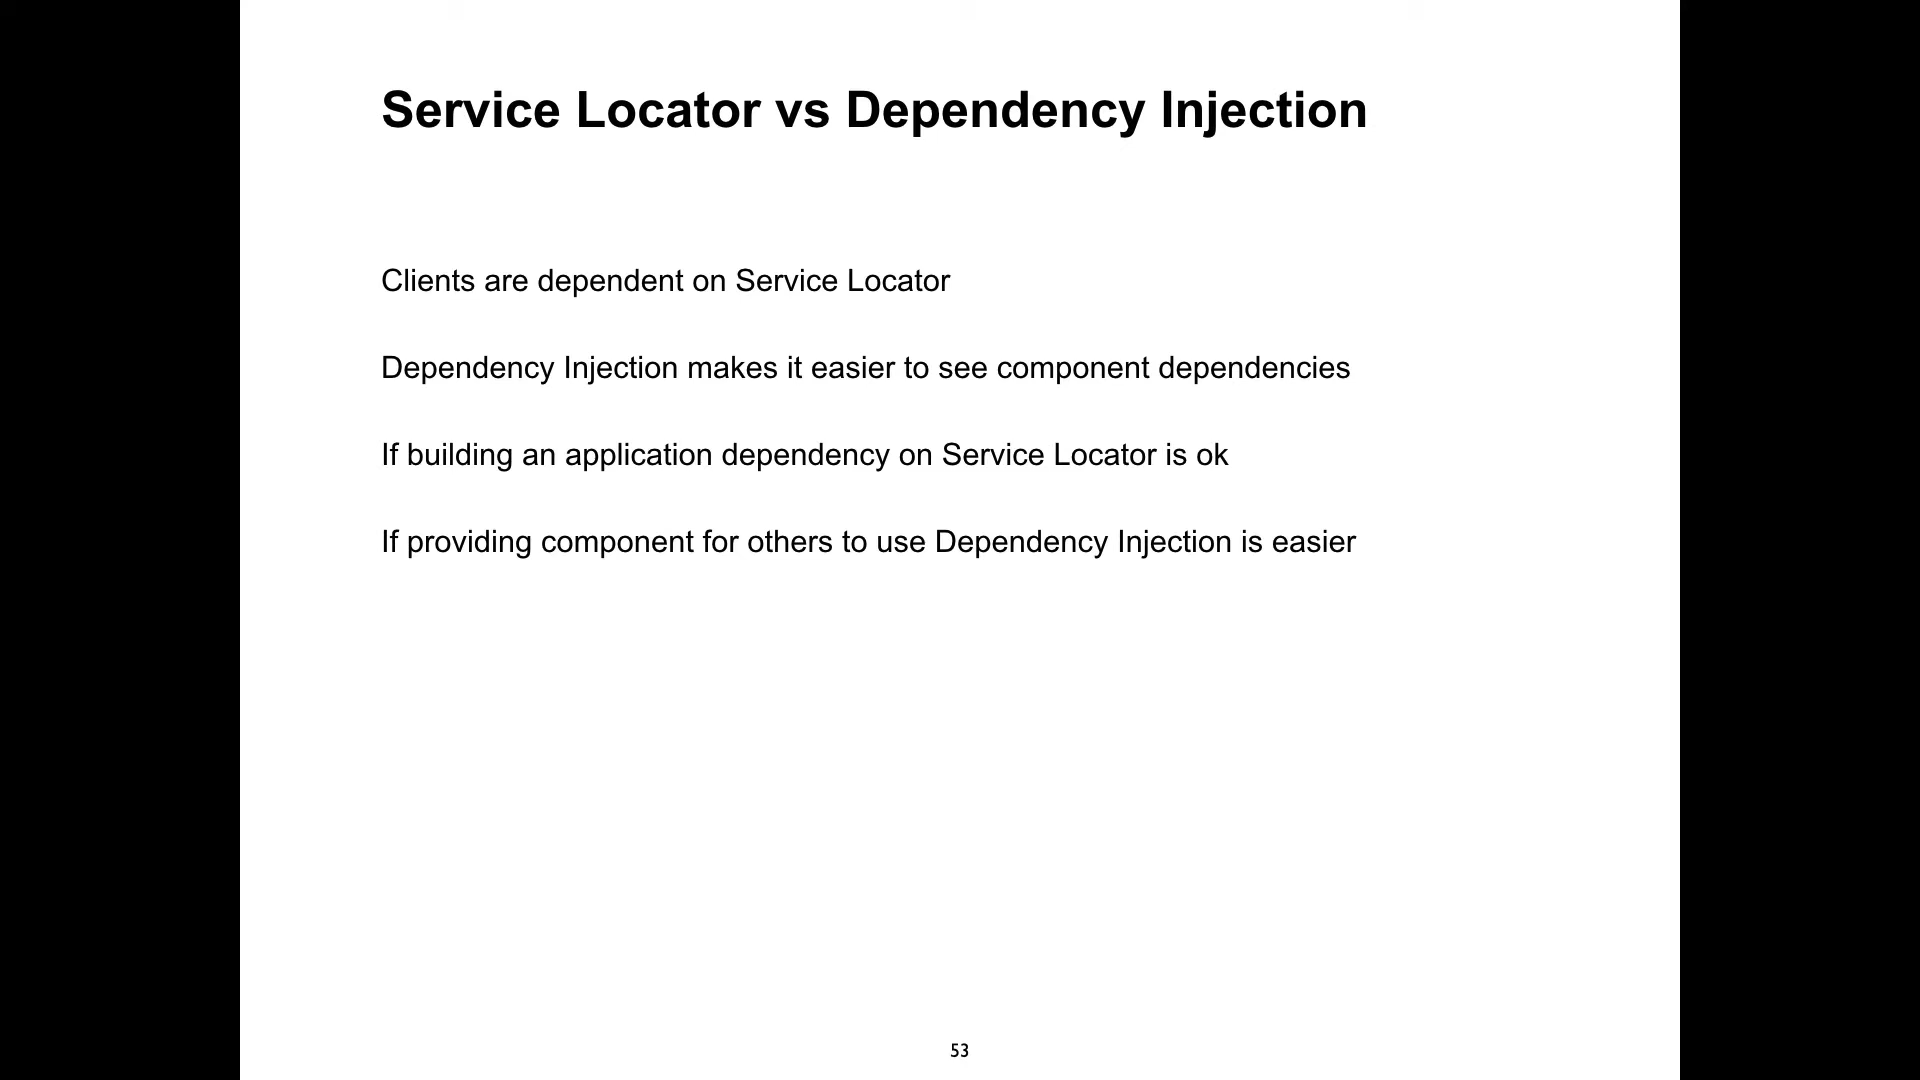 Service Locator vs Dependency Injection
Clients are dependent on Service Locator
Dependency Injection makes it easier to see component dependencies
If building an application dependency on Service Locator is ok
If providing component for others to use Dependency Injection is easier
53